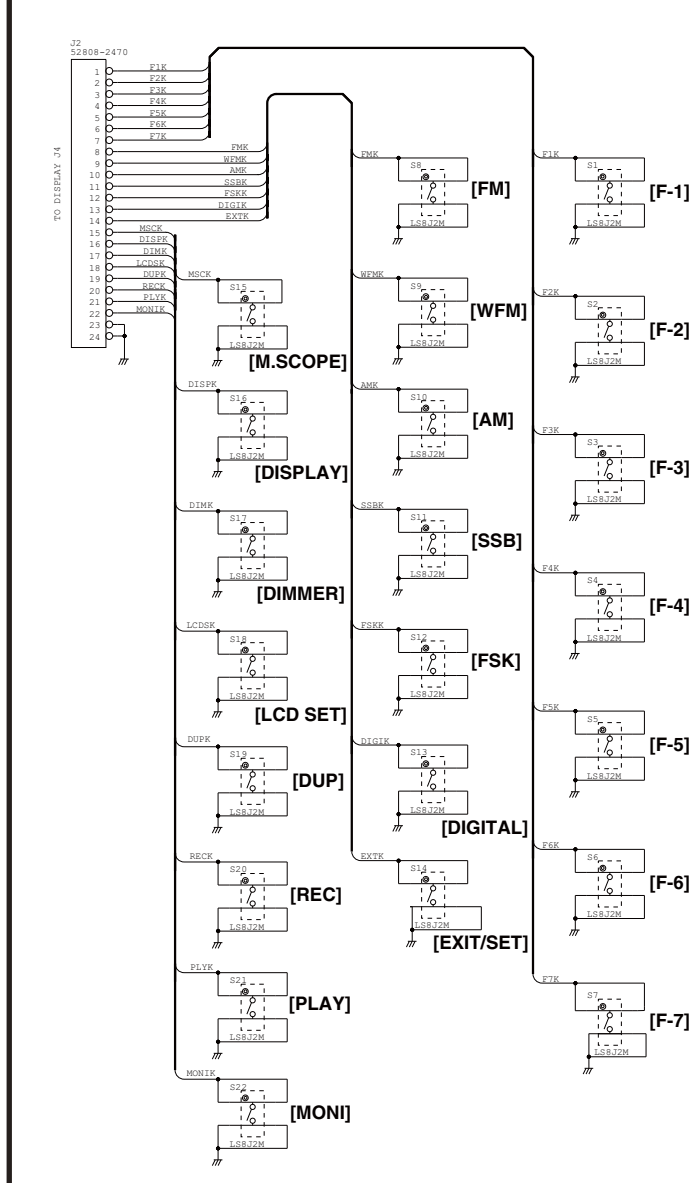 J2
52808-2470
TO DISPLAY J4
1 F1K
2 F2K
3 F3K
4 F4K
5 F5K
6 F6K
7 F7K
8 FMK
9 WFMK
10 AMK
11 SSBK
12 FSKK
13 DIGIK
14 EXTK
15 MSCK
16 DISPK
17 DIMK
18 LCDSK
19 DUPK
20 RECK
21 PLYK
22 MONIK
23
24
MSCK
S15
LS8J2M
[M.SCOPE]
DISPK
S16
LS8J2M
[DISPLAY]
DIMK
S17
LS8J2M
[DIMMER]
LCDSK
S18
LS8J2M
[LCD SET]
DUPK
S19
LS8J2M
[DUP]
RECK
S20
LS8J2M
[REC]
PLYK
S21
LS8J2M
[PLAY]
MONIK
S22
LS8J2M
[MONI]
FMK
S8
LS8J2M
[FM]
WFMK
S9
LS8J2M
[WFM]
AMK
S10
LS8J2M
[AM]
SSBK
S11
LS8J2M
[SSB]
FSKK
S12
LS8J2M
[FSK]
DIGIK
S13
LS8J2M
[DIGITAL]
EXTK
S14
LS8J2M
[EXIT/SET]
F1K
S1
LS8J2M
[F-1]
F2K
S2
LS8J2M
[F-2]
F3K
S3
LS8J2M
[F-3]
F4K
S4
LS8J2M
[F-4]
F5K
S5
LS8J2M
[F-5]
F6K
S6
LS8J2M
[F-6]
F7K
S7
LS8J2M
[F-7]